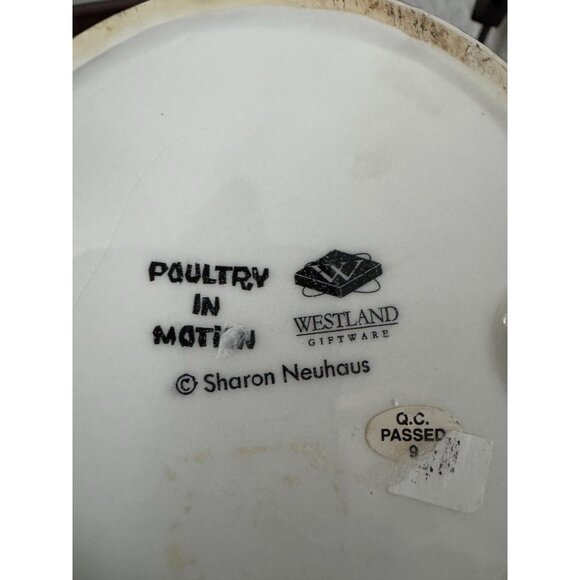 POULTRY
IN
MOTION
W
WESTLAND
GIFTWARE
© Sharon Neuhaus
Q.C.
PASSED
9